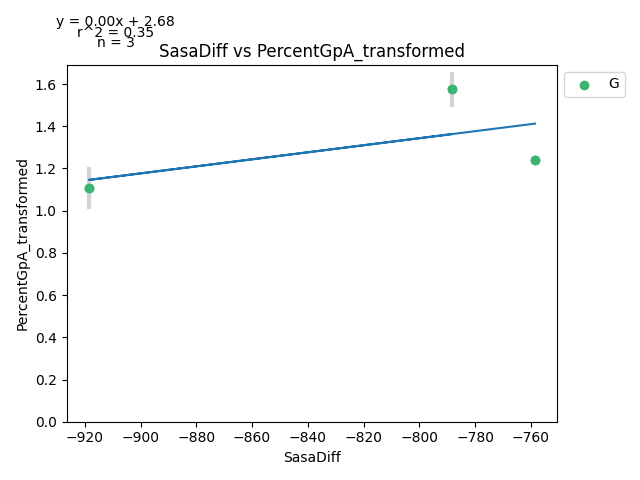 y = 0.00x + 2.68
r^2 = 0.35
n = 3
SasaDiff vs PercentGpA_transformed
G
PercentGpA_transformed
1.6
1.4
1.2
1.0
0.8
0.6
0.4
0.2
0.0
−920 −900 −880 −860 −840 −820 −800 −780 −760
SasaDiff